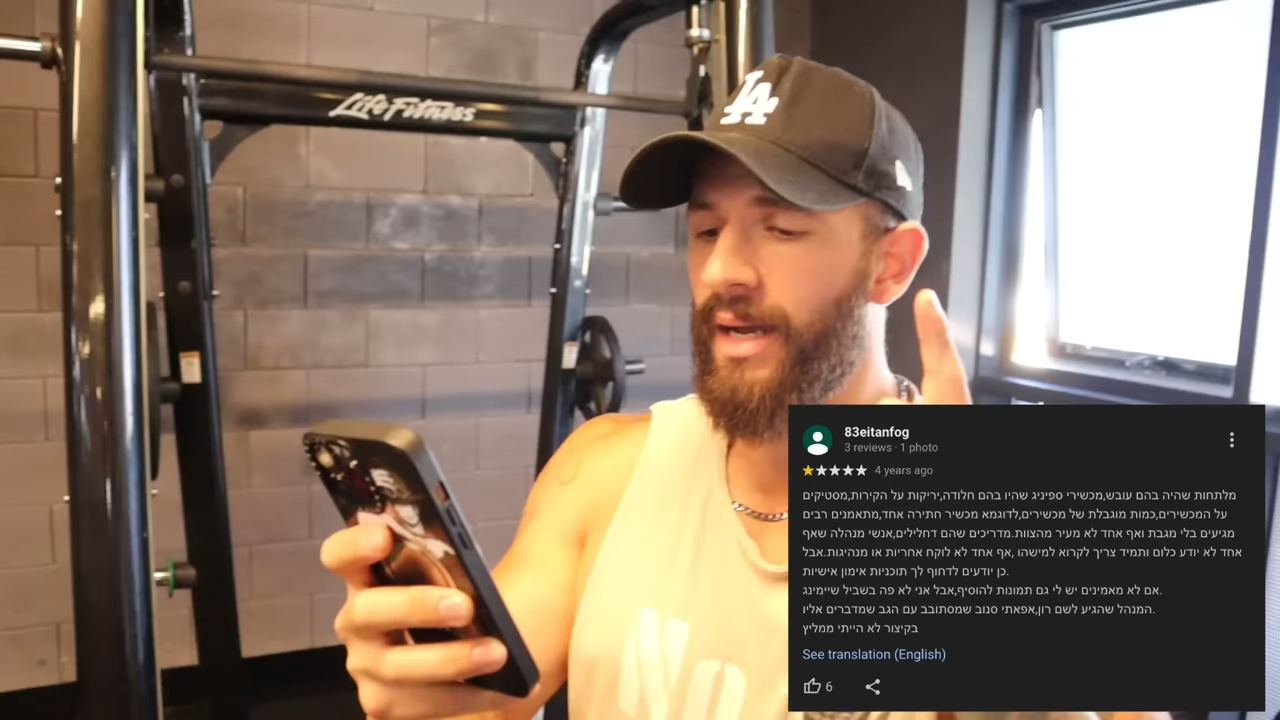 Life Fitness
LA
83eitanfog
3 reviews · 1 photo
4 years ago
מלתחות שהיה בהם עובש,מכשירי ספיניג שהיו בהם חלודה,יריקות על הקירות,מסטיקים
על המכשירים,כמות מוגבלת של מכשירים,לדוגמא מכשיר חתירה אחד,מתאמנים רבים
מגיעים בלי מגבת ואף אחד לא מעיר מהצוות.מדריכים שהם דחלילים,אנשי מנהלה שאף
אחד לא יודע כלום ותמיד צריך לקרוא למישהו ,אף אחד לא לוקח אחריות או מנהיגות.אבל
כן יודעים לדחוף לך תוכניות אימון אישיות.
אם לא מאמינים יש לי גם תמונות להוסיף,אבל אני לא פה בשביל שיימינג.
המנהל שהגיע לשם רון,אפאתי סנוב שמסתובב עם הגב שמדברים אליו.
בקיצור לא הייתי ממליץ
See translation (English)
6